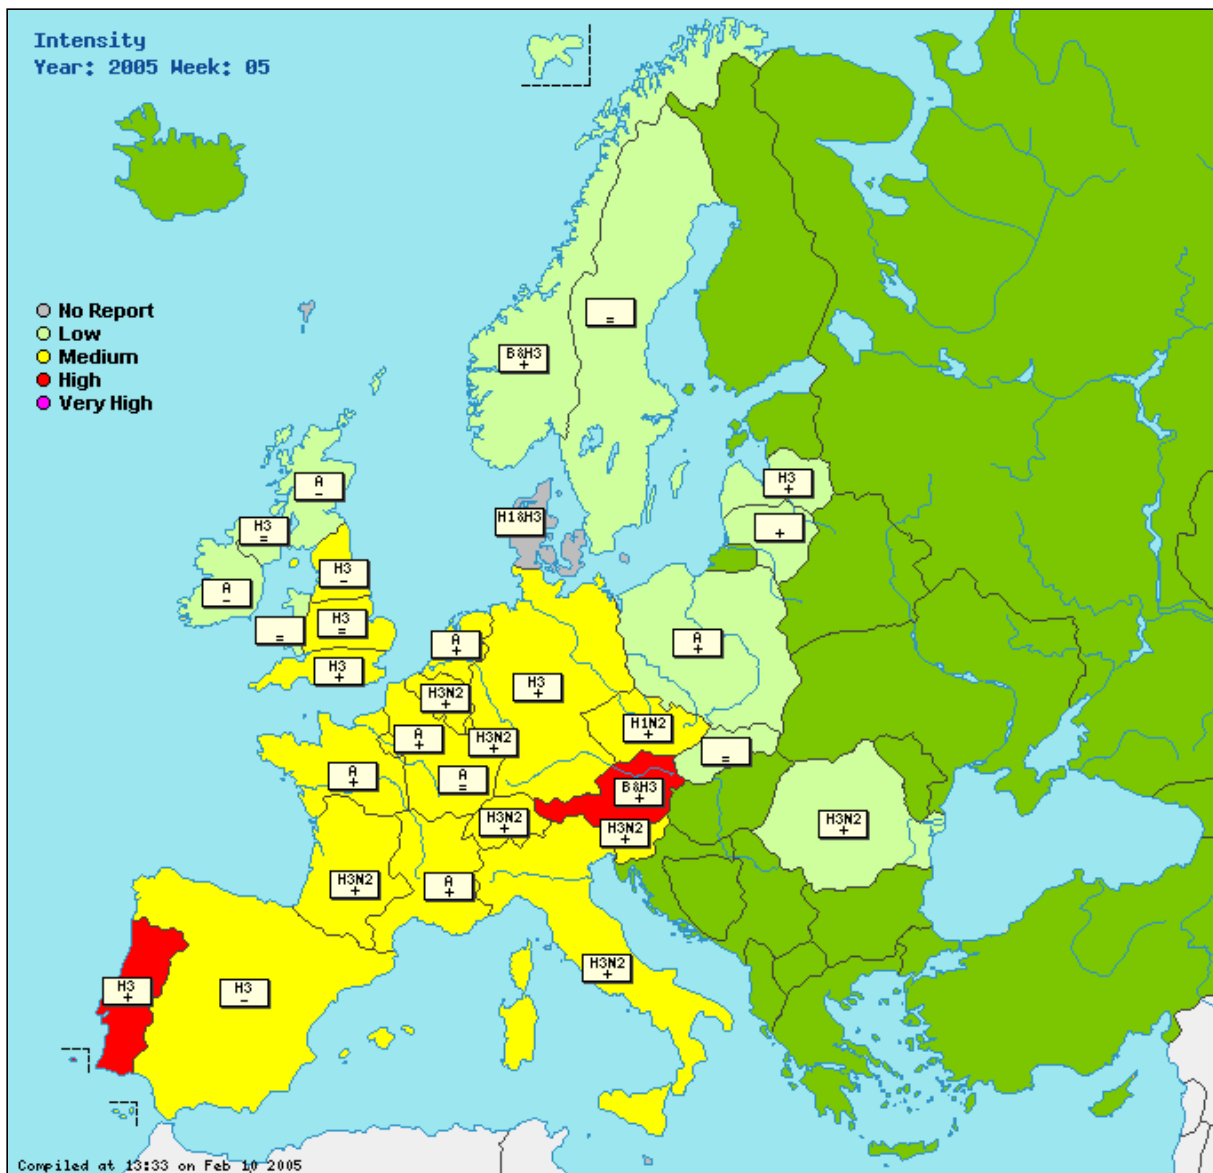 Intensity
Year: 2005 Week: 05
No Report
Low
Medium
High
Very High
=
B&H3
+
A
-
H3
+
H1&H3
H3
=
+
H3
-
A
-
H3
=
=
A
+
A
+
H3
+
H3
+
H3N2
+
H1N2
+
A
+
H3N2
+
=
A
+
A
=
B&H3
+
H3N2
+
H3N2
+
H3N2
+
H3N2
+
A
+
H3N2
+
H3
+
H3
-
Compiled at 13:33 on Feb 10 2005